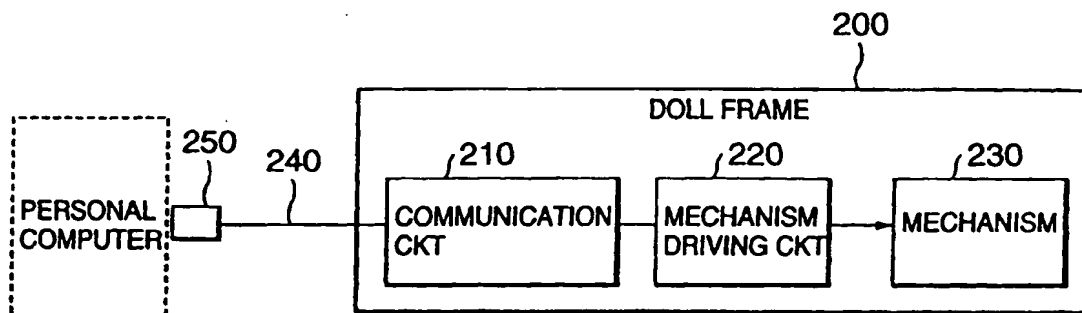 200
DOLL FRAME
250
240
210
220
230
PERSONAL
COMPUTER
COMMUNICATION
CKT
MECHANISM
DRIVING CKT
MECHANISM